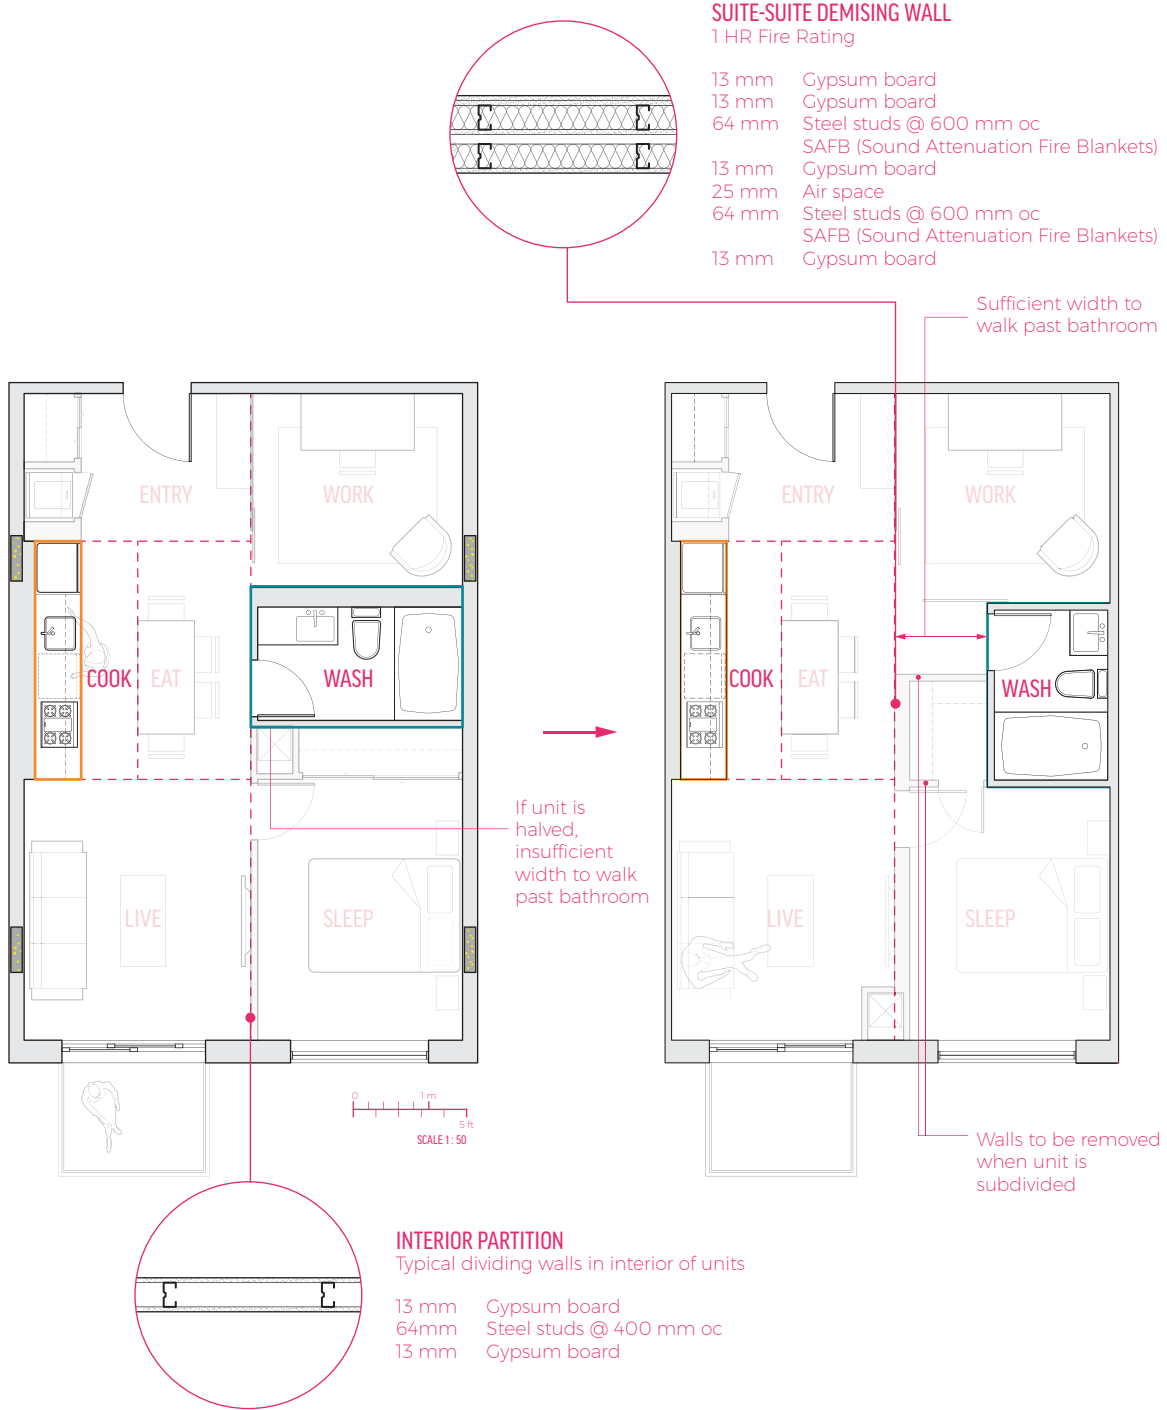 SUITE-SUITE DEMISING WALL
1 HR Fire Rating
13 mm Gypsum board
13 mm Gypsum board
64 mm Steel studs @ 600 mm oc
SAFB (Sound Attenuation Fire Blankets)
13 mm Gypsum board
25 mm Air space
64 mm Steel studs @ 600 mm oc
SAFB (Sound Attenuation Fire Blankets)
13 mm Gypsum board
Sufficient width to
walk past bathroom
ENTRY
WORK
COOK
EAT
WASH
LIVE
SLEEP
If unit is
halved,
insufficient
width to walk
past bathroom
ENTRY
WORK
COOK
EAT
WASH
LIVE
SLEEP
0 1 m
5 ft
SCALE 1 : 50
Walls to be removed
when unit is
subdivided
INTERIOR PARTITION
Typical dividing walls in interior of units
13 mm Gypsum board
64mm Steel studs @ 400 mm oc
13 mm Gypsum board